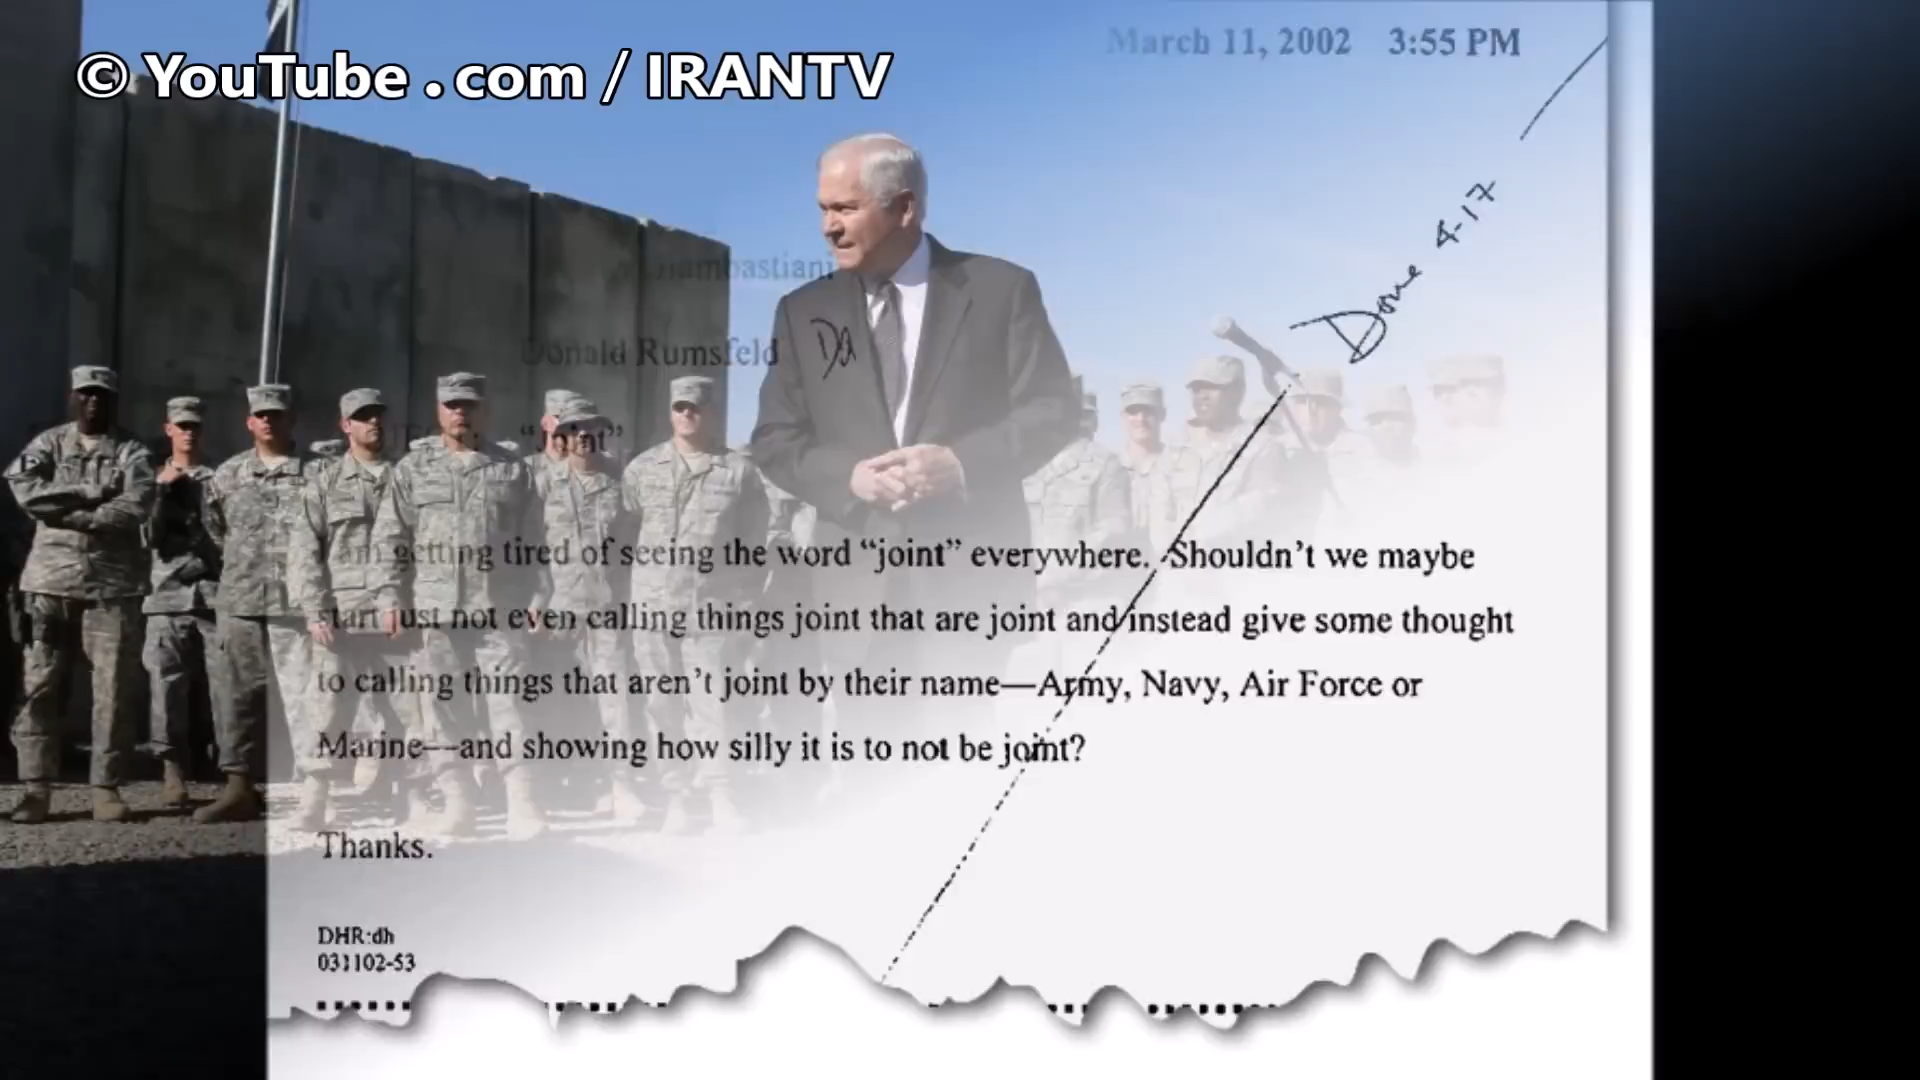 © YouTube . com / IRANTV
March 11, 2002 3:55 PM
Done 4-17
Donald Rumsfeld
"Joint"
am getting tired of seeing the word “joint” everywhere. Shouldn’t we maybe
start just not even calling things joint that are joint and instead give some thought
to calling things that aren’t joint by their name—Army, Navy, Air Force or
Marine—and showing how silly it is to not be joint?
Thanks.
DHR:dh
031102-53